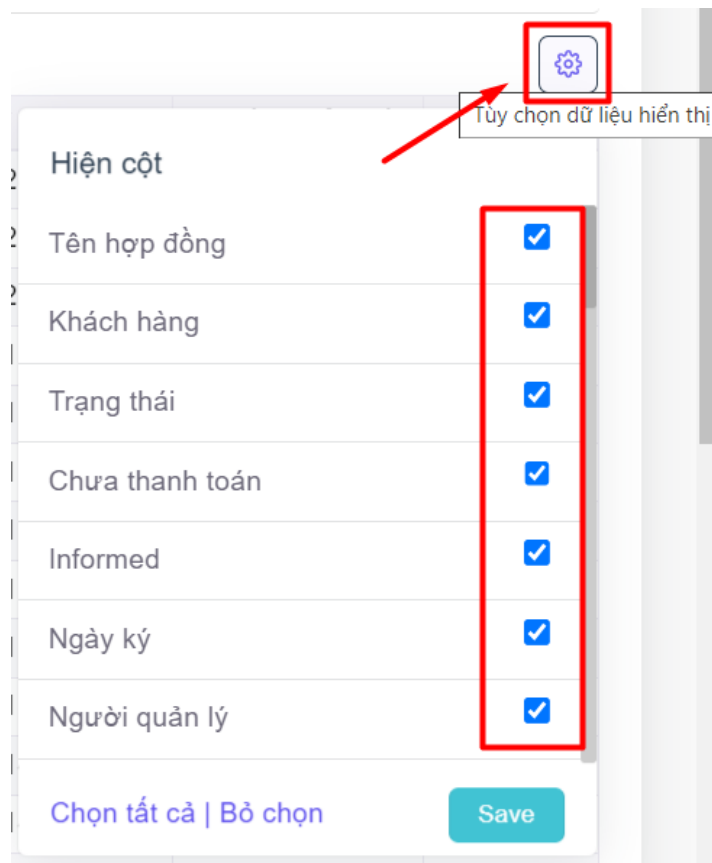 Tùy chọn dữ liệu hiển thị
Hiện cột
Tên hợp đồng
Khách hàng
Trạng thái
Chưa thanh toán
Informed
Ngày ký
Người quản lý
Chọn tất cả | Bỏ chọn
Save